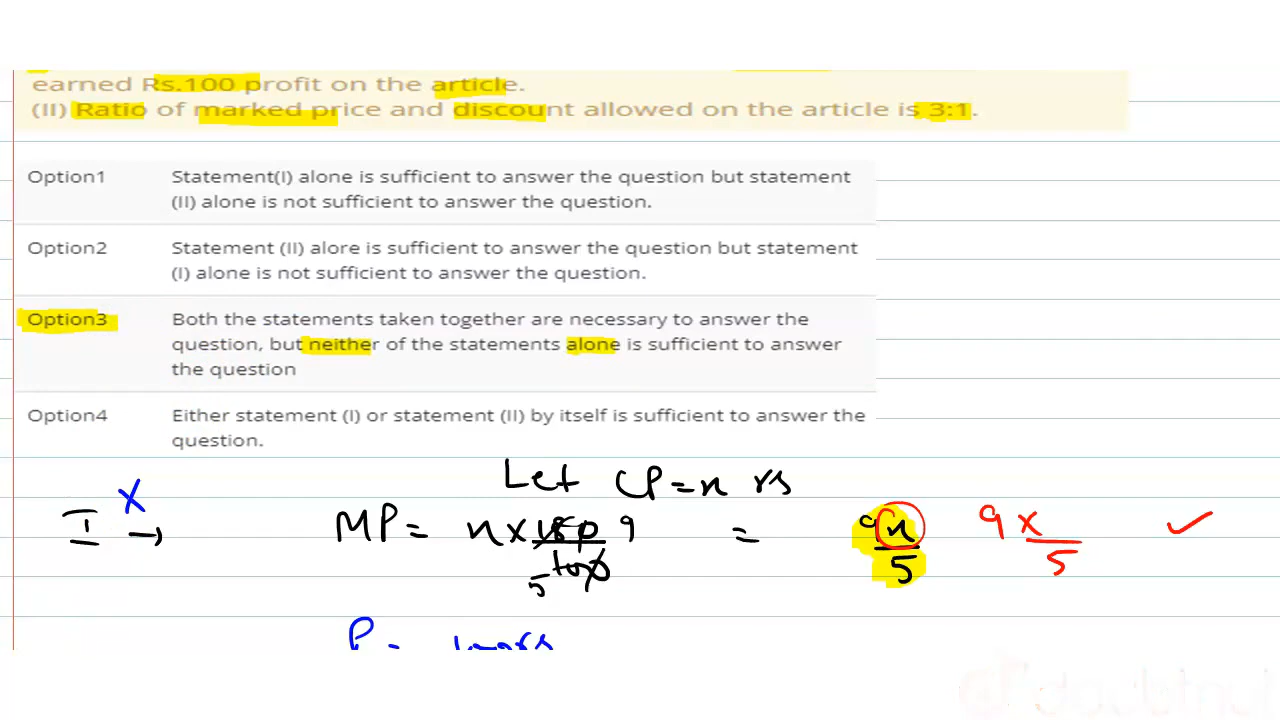 earned Rs.100 profit on the article.
(II) Ratio of marked price and discount allowed on the article is 3:1.
Option1 Statement(I) alone is sufficient to answer the question but statement
(II) alone is not sufficient to answer the question.
Option2 Statement (II) alore is sufficient to answer the question but statement
(I) alone is not sufficient to answer the question.
Option3 Both the statements taken together are necessary to answer the
question, but neither of the statements alone is sufficient to answer
the question
Option4 Either statement (I) or statement (II) by itself is sufficient to answer the
question.
Let CP = x rs
X
I → MP = x × 180 9 = 9x 9x ✓
5 100 5 5
P =